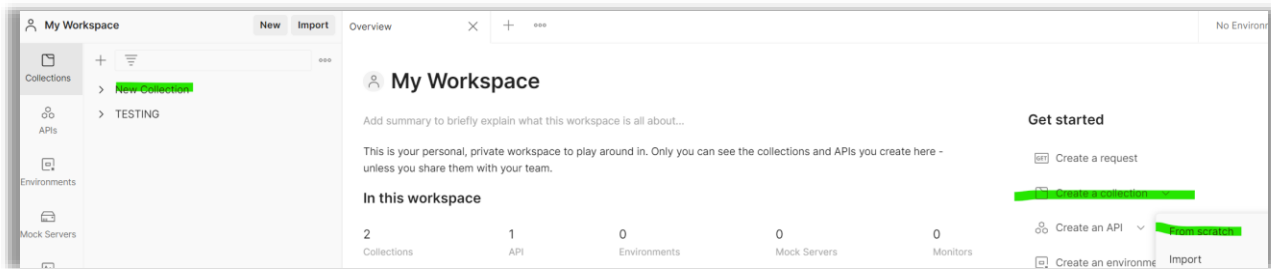 My Workspace
New Import
Overview
No Environ
Collections
New Collection
TESTING
APIs
Environments
Mock Servers
My Workspace
Add summary to briefly explain what this workspace is all about...
This is your personal, private workspace to play around in. Only you can see the collections and APIs you create here -
unless you share them with your team.
In this workspace
2 1 0 0 0
Collections API Environments Mock Servers Monitors
Get started
GET Create a request
Create a collection
Create an API
From scratch
Create an environme
Import